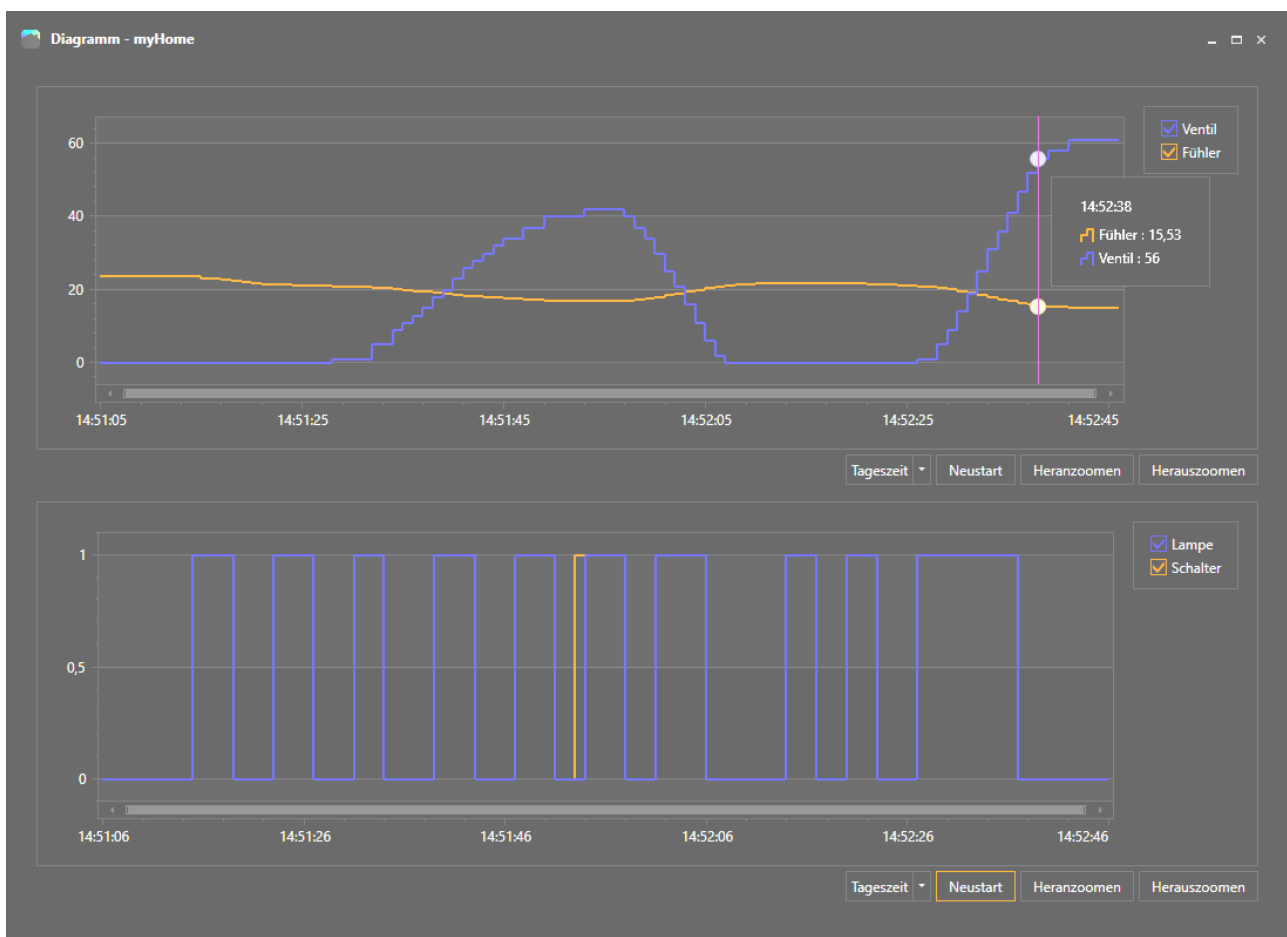 Diagramm - myHome
60
40
20
0
14:51:05 14:51:25 14:51:45 14:52:05 14:52:25 14:52:45
Ventil
Fühler
14:52:38
Fühler : 15,53
Ventil : 56
Tageszeit Neustart Heranzoomen Herauszoomen
1
0,5
0
14:51:06 14:51:26 14:51:46 14:52:06 14:52:26 14:52:46
Lampe
Schalter
Tageszeit Neustart Heranzoomen Herauszoomen